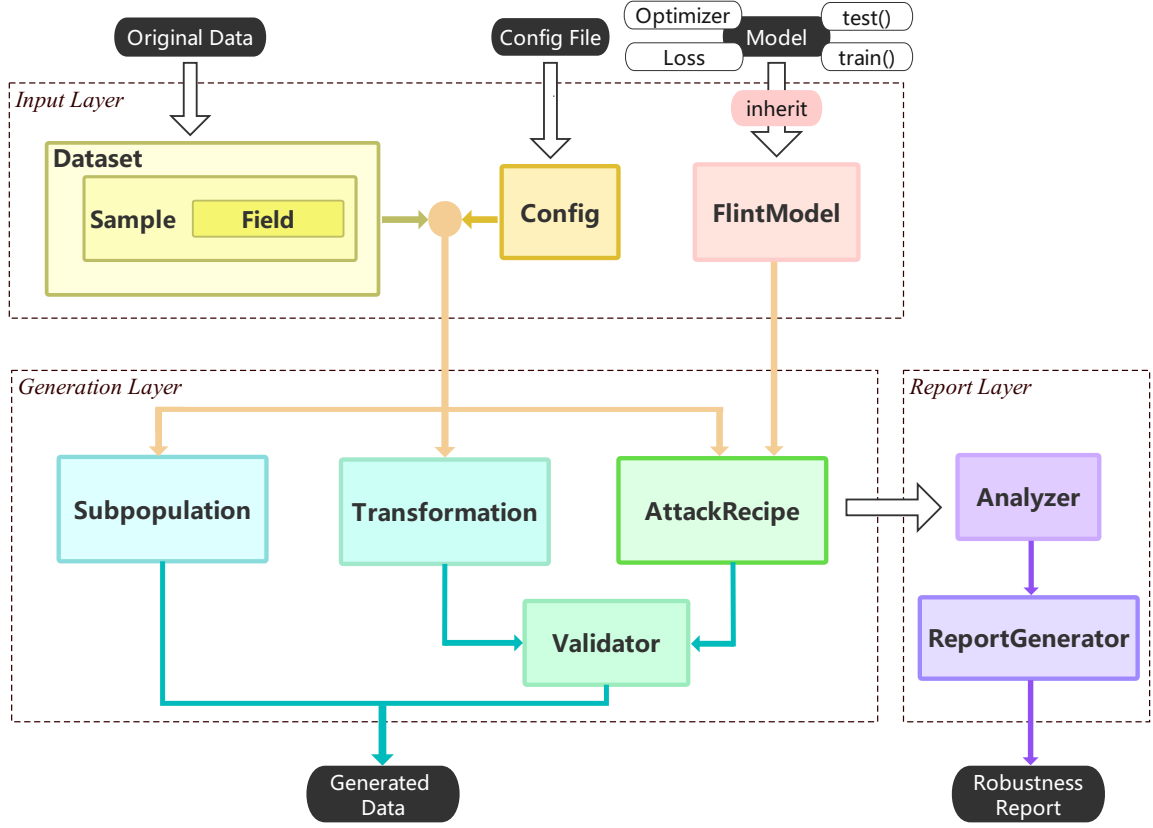 Original Data
Config File
Optimizer
Model
test()
Loss
train()
Input Layer
inherit
Dataset
Sample
Field
Config
FlintModel
Generation Layer
Report Layer
Subpopulation
Transformation
AttackRecipe
Analyzer
Validator
ReportGenerator
Generated
Data
Robustness
Report